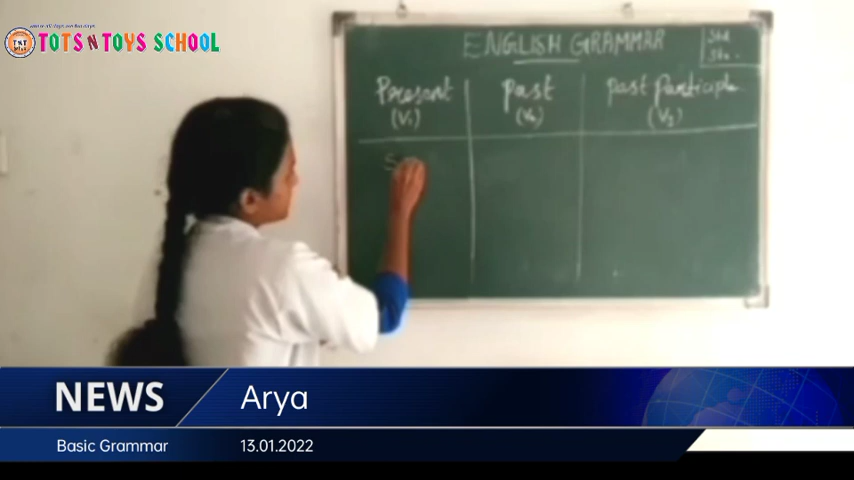 TOTS N TOYS SCHOOL
ENGLISH GRAMMAR
Std
Present Past Past Participle
(V1) (V2) (V3)
S
NEWS Arya
Basic Grammar 13.01.2022